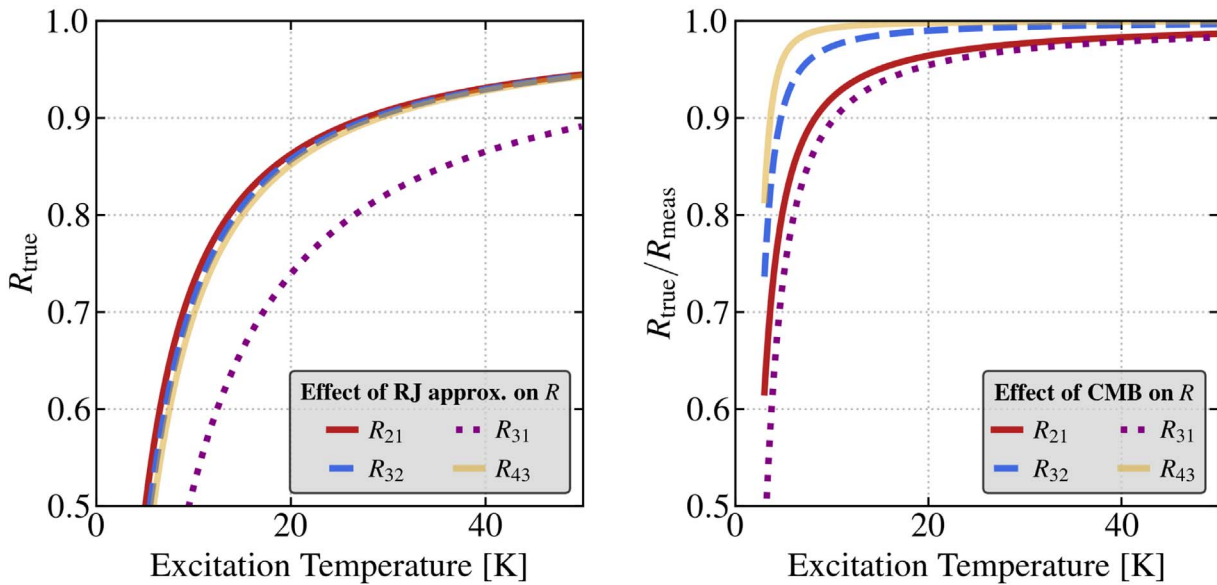 1.0
0.9
0.8
0.7
0.6
0.5
R_true
0 20 40
Excitation Temperature [K]
Effect of RJ approx. on R
R_21 R_31
R_32 R_43
1.0
0.9
0.8
0.7
0.6
0.5
R_true/R_meas
0 20 40
Excitation Temperature [K]
Effect of CMB on R
R_21 R_31
R_32 R_43